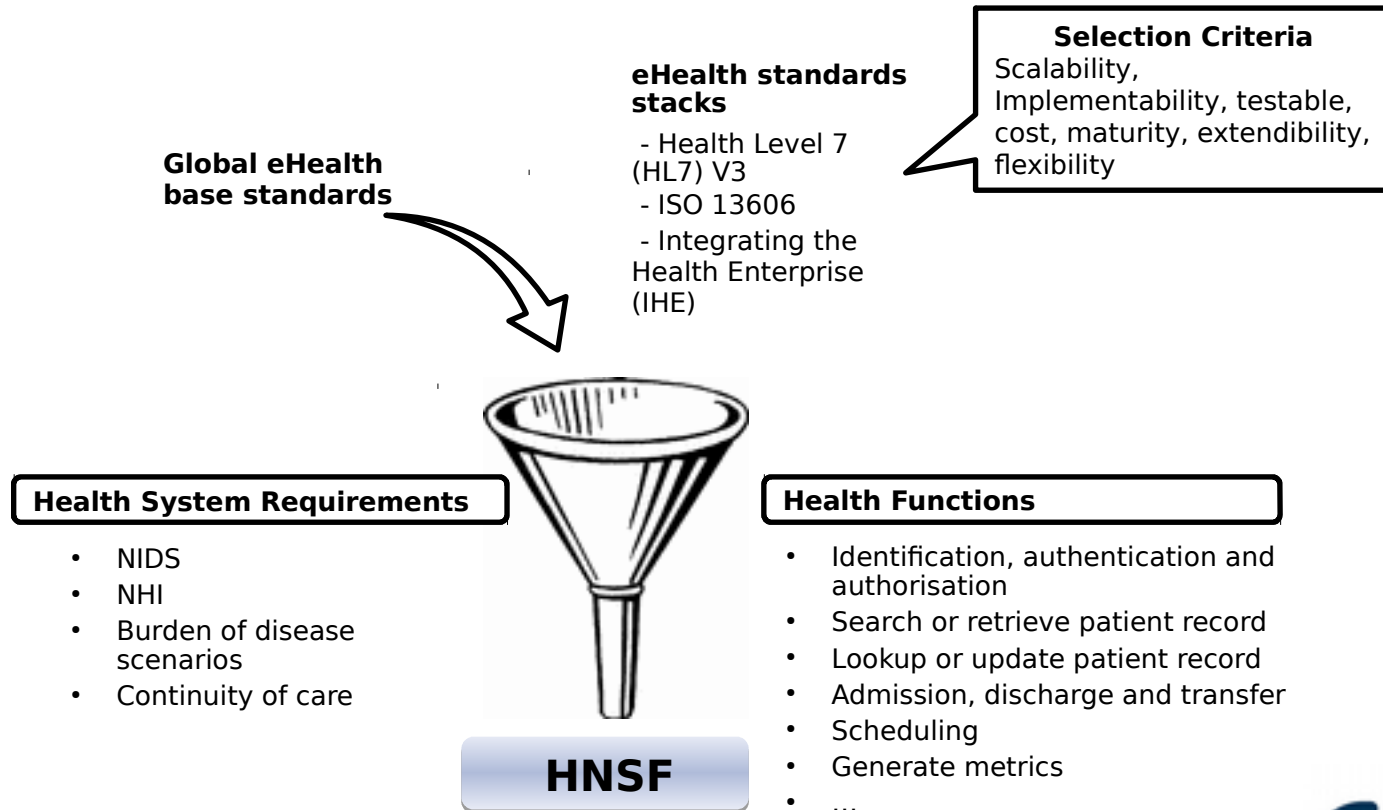 Selection Criteria
Scalability,
Implementability, testable,
cost, maturity, extendibility,
flexibility
eHealth standards
stacks
- Health Level 7
(HL7) V3
- ISO 13606
- Integrating the
Health Enterprise
(IHE)
Global eHealth
base standards
Health System Requirements
• NIDS
• NHI
• Burden of disease
scenarios
• Continuity of care
Health Functions
• Identification, authentication and
authorisation
• Search or retrieve patient record
• Lookup or update patient record
• Admission, discharge and transfer
• Scheduling
• Generate metrics
• ...
HNSF